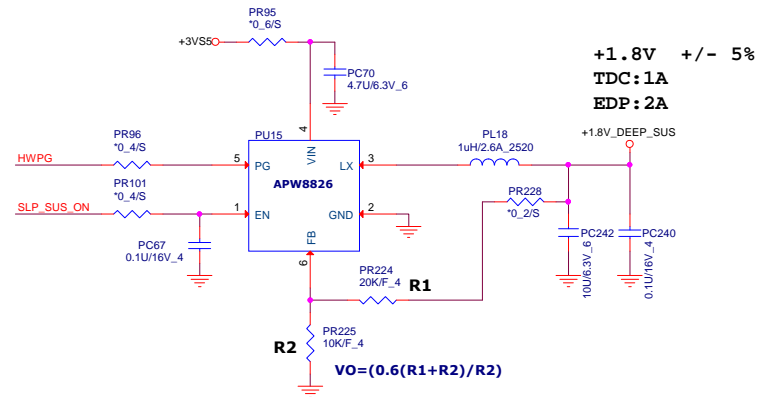 PR95
*0_6/S
+3VS5
PC70
4.7U/6.3V_6
+1.8V +/- 5%
TDC:1A
EDP:2A
+1.8V_DEEP_SUS
PU15
4
VIN
PL18
1uH/2.6A_2520
HWPG
PR96
*0_4/S
5
PG
LX
3
APW8826
PR101
*0_4/S
PR228
*0_2/S
SLP_SUS_ON
1
EN
GND
2
FB
6
PC67
0.1U/16V_4
PC242
10U/6.3V_6
PC240
0.1U/16V_4
PR224
20K/F_4
R1
PR225
10K/F_4
R2
VO=(0.6(R1+R2)/R2)